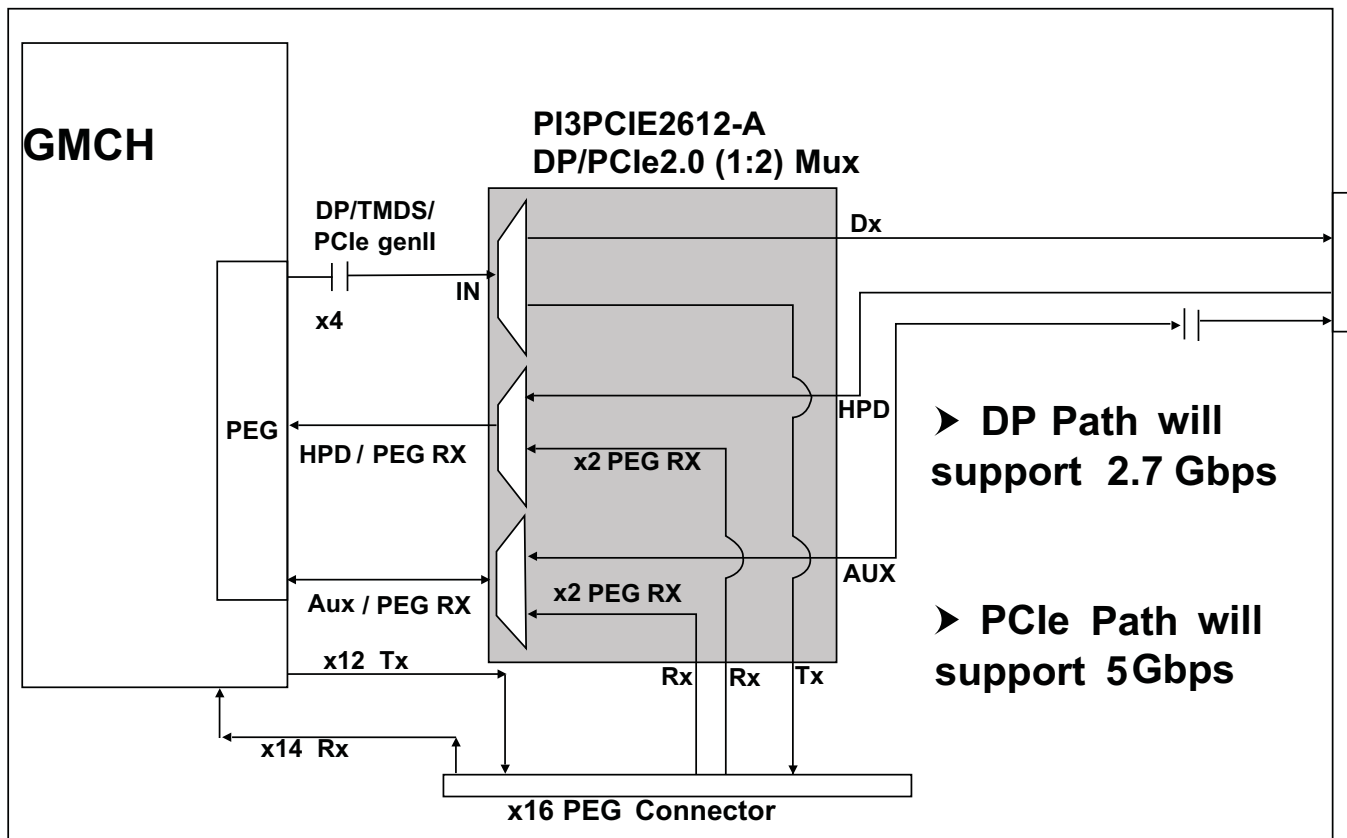 GMCH
PI3PCIE2612-A
DP/PCIe2.0 (1:2) Mux
DP/TMDS/
PCIe genII
x4
IN
Dx
PEG
HPD / PEG RX
x2 PEG RX
HPD
➤ DP Path will
support 2.7 Gbps
Aux / PEG RX
x2 PEG RX
AUX
➤ PCIe Path will
support 5Gbps
x12 Tx
Rx
Rx
Tx
x14 Rx
x16 PEG Connector